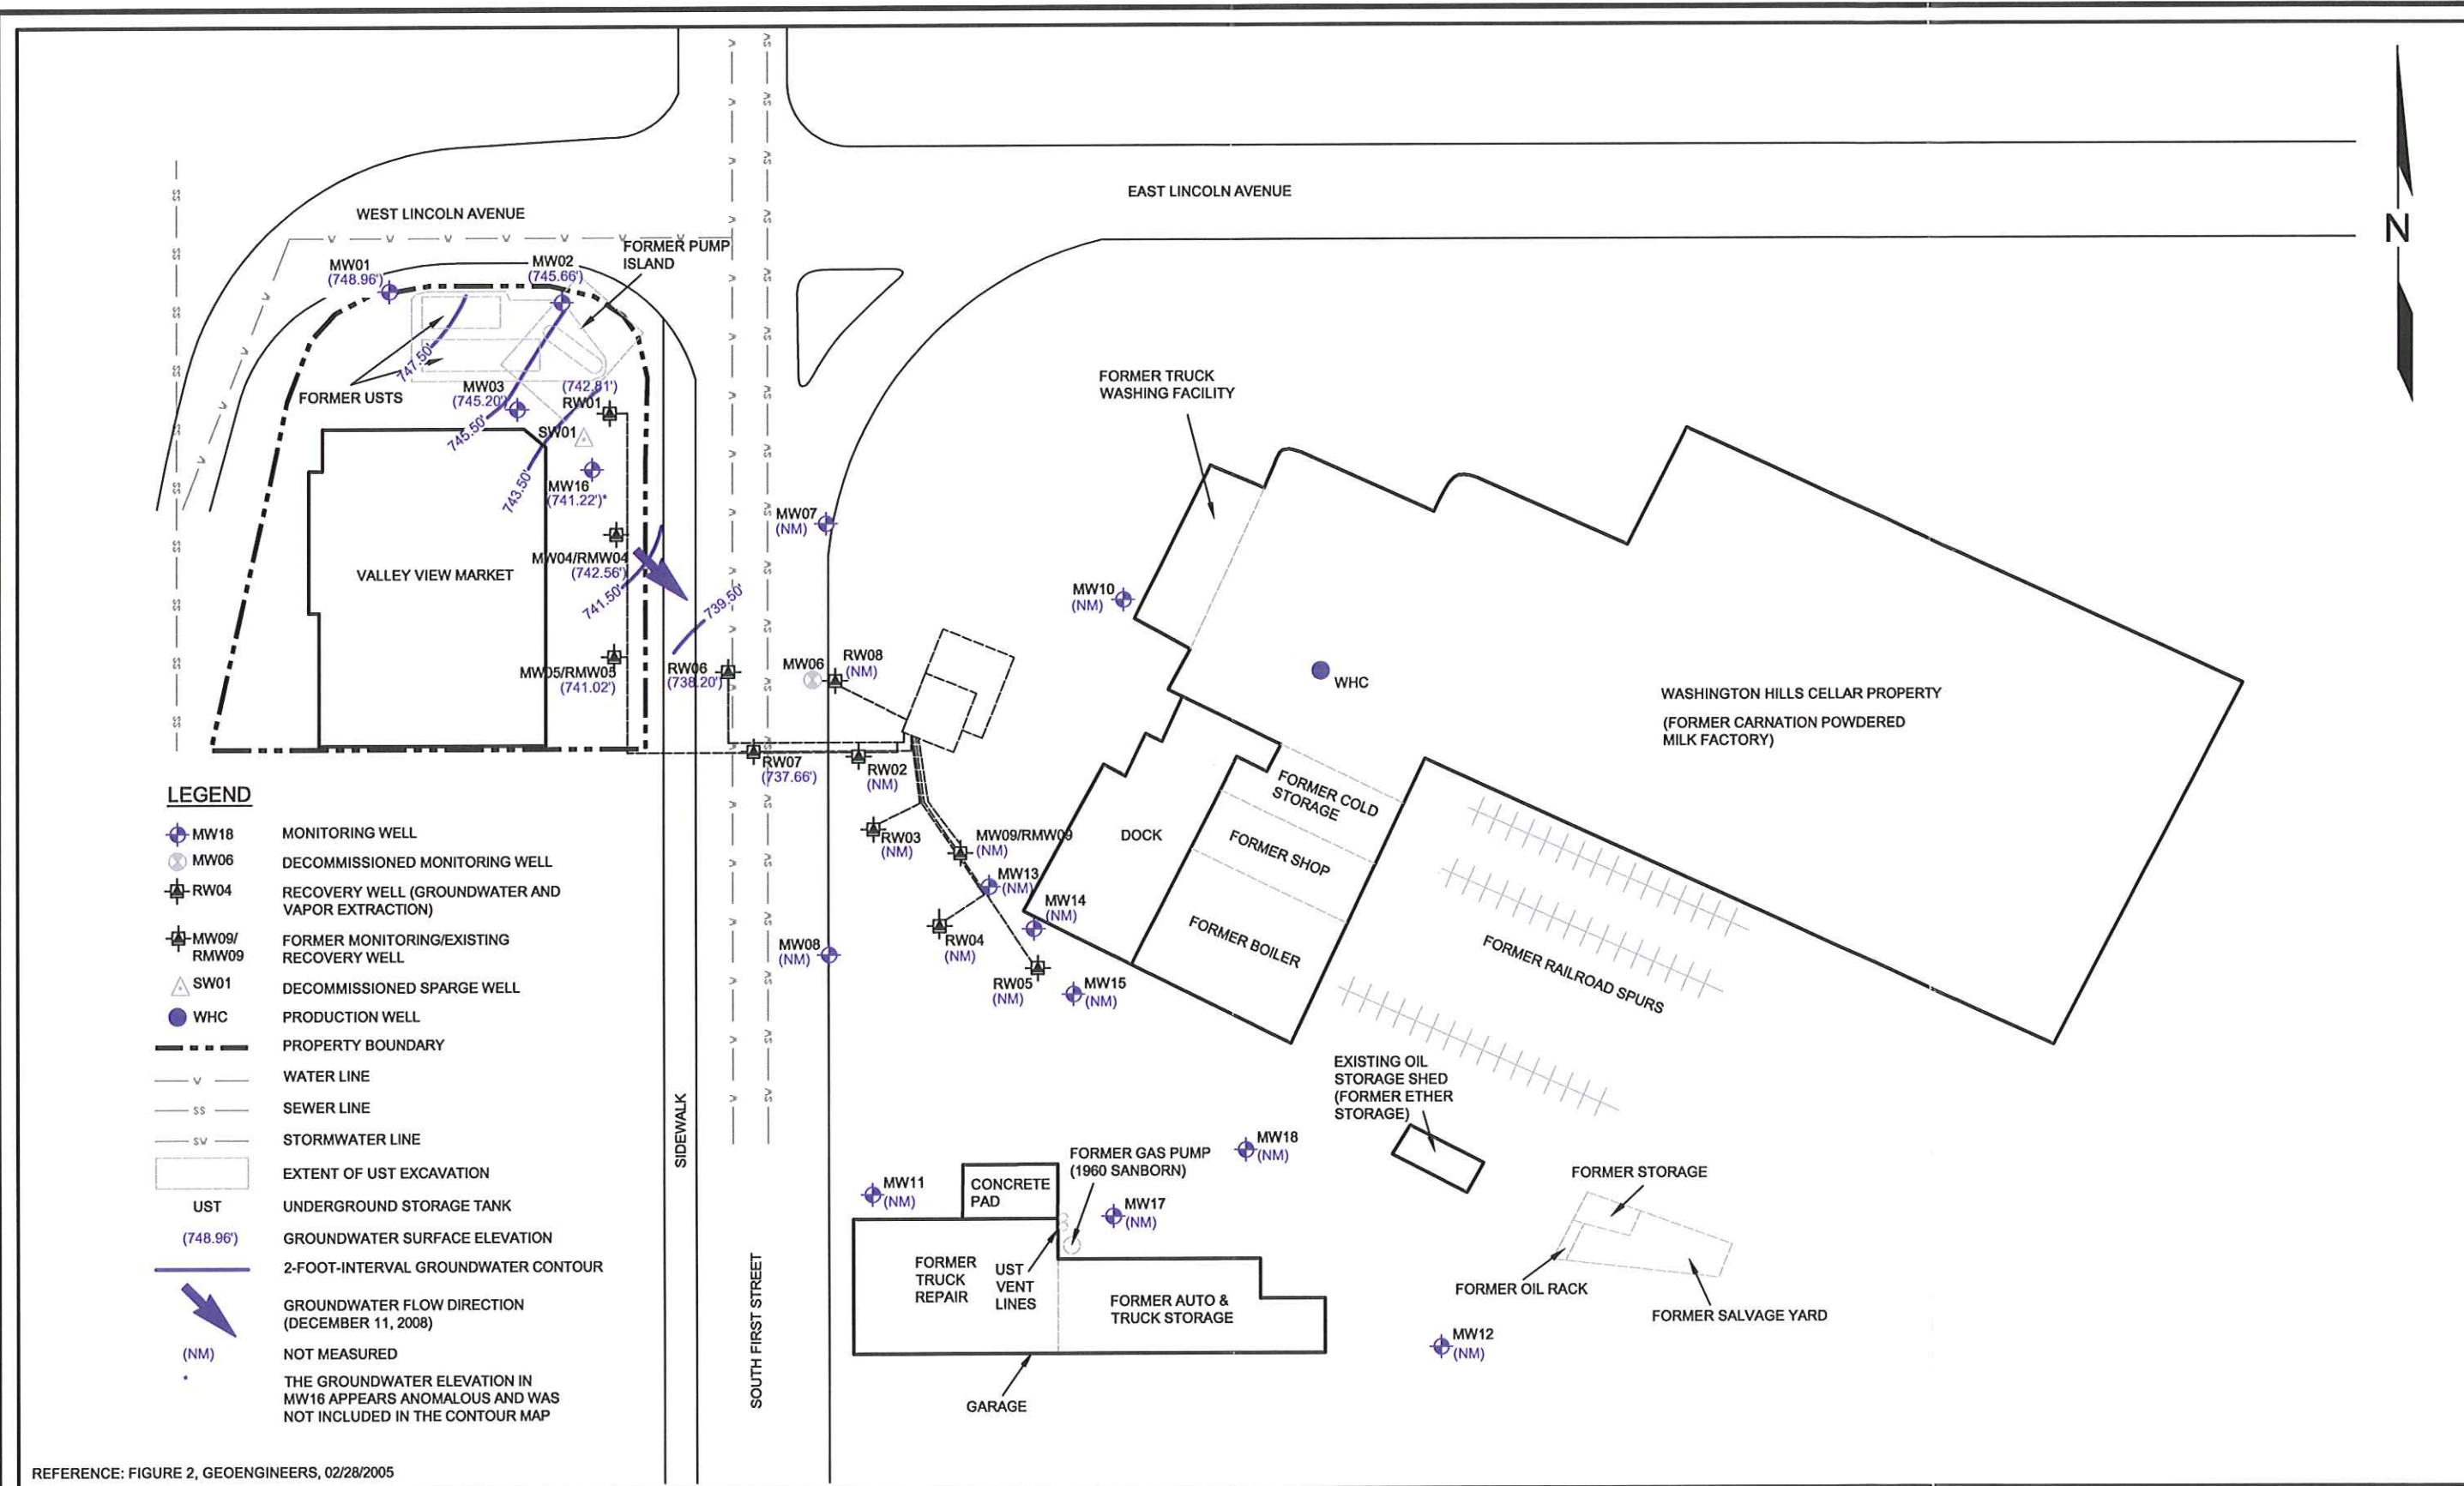 EAST LINCOLN AVENUE
WEST LINCOLN AVENUE
N
FORMER PUMP
ISLAND
MW01
(748.96')
MW02
(745.66')
747.50'
FORMER USTS
MW03
(745.20')
745.50'
(742.81')
RW01
SW01
743.50'
MW16
(741.22')*
MW04/RMW04
(742.56')
741.50'
739.50'
VALLEY VIEW MARKET
MW05/RMW05
(741.02')
RW06
(738.20')
MW07
(NM)
MW06
RW08
(NM)
RW07
(737.66')
RW02
(NM)
RW03
(NM)
MW09/RMW09
(NM)
MW13
(NM)
MW14
(NM)
RW04
(NM)
MW08
(NM)
RW05
(NM)
MW15
(NM)
FORMER TRUCK
WASHING FACILITY
MW10
(NM)
WHC
WASHINGTON HILLS CELLAR PROPERTY
(FORMER CARNATION POWDERED
MILK FACTORY)
DOCK
FORMER COLD
STORAGE
FORMER SHOP
FORMER BOILER
FORMER RAILROAD SPURS
EXISTING OIL
STORAGE SHED
(FORMER ETHER
STORAGE)
MW18
(NM)
FORMER GAS PUMP
(1960 SANBORN)
MW11
(NM)
CONCRETE
PAD
MW17
(NM)
FORMER
TRUCK
REPAIR
UST
VENT
LINES
FORMER AUTO &
TRUCK STORAGE
GARAGE
FORMER STORAGE
FORMER OIL RACK
FORMER SALVAGE YARD
MW12
(NM)
SIDEWALK
SOUTH FIRST STREET
LEGEND
MW18 MONITORING WELL
MW06 DECOMMISSIONED MONITORING WELL
RW04 RECOVERY WELL (GROUNDWATER AND
VAPOR EXTRACTION)
MW09/ FORMER MONITORING/EXISTING
RMW09 RECOVERY WELL
SW01 DECOMMISSIONED SPARGE WELL
WHC PRODUCTION WELL
PROPERTY BOUNDARY
V WATER LINE
SS SEWER LINE
SV STORMWATER LINE
EXTENT OF UST EXCAVATION
UST UNDERGROUND STORAGE TANK
(748.96') GROUNDWATER SURFACE ELEVATION
2-FOOT-INTERVAL GROUNDWATER CONTOUR
GROUNDWATER FLOW DIRECTION
(DECEMBER 11, 2008)
(NM) NOT MEASURED
* THE GROUNDWATER ELEVATION IN
MW16 APPEARS ANOMALOUS AND WAS
NOT INCLUDED IN THE CONTOUR MAP
REFERENCE: FIGURE 2, GEOENGINEERS, 02/28/2005